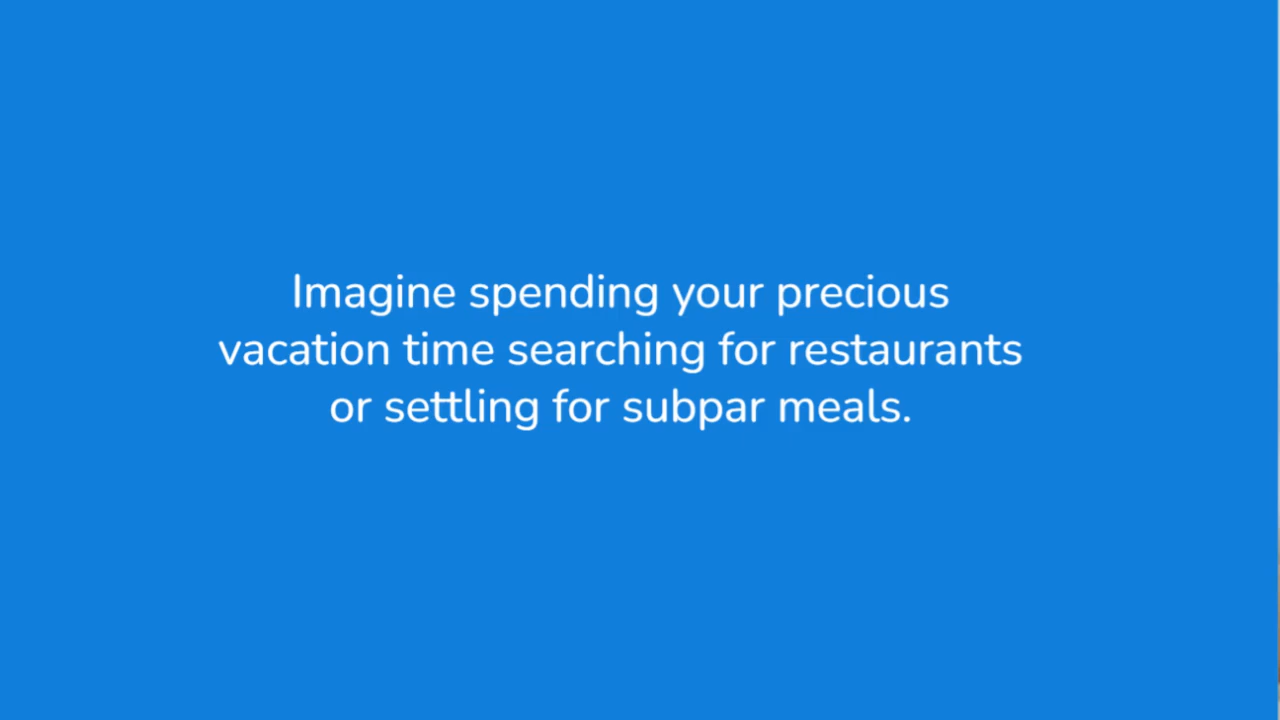 Imagine spending your precious
vacation time searching for restaurants
or settling for subpar meals.